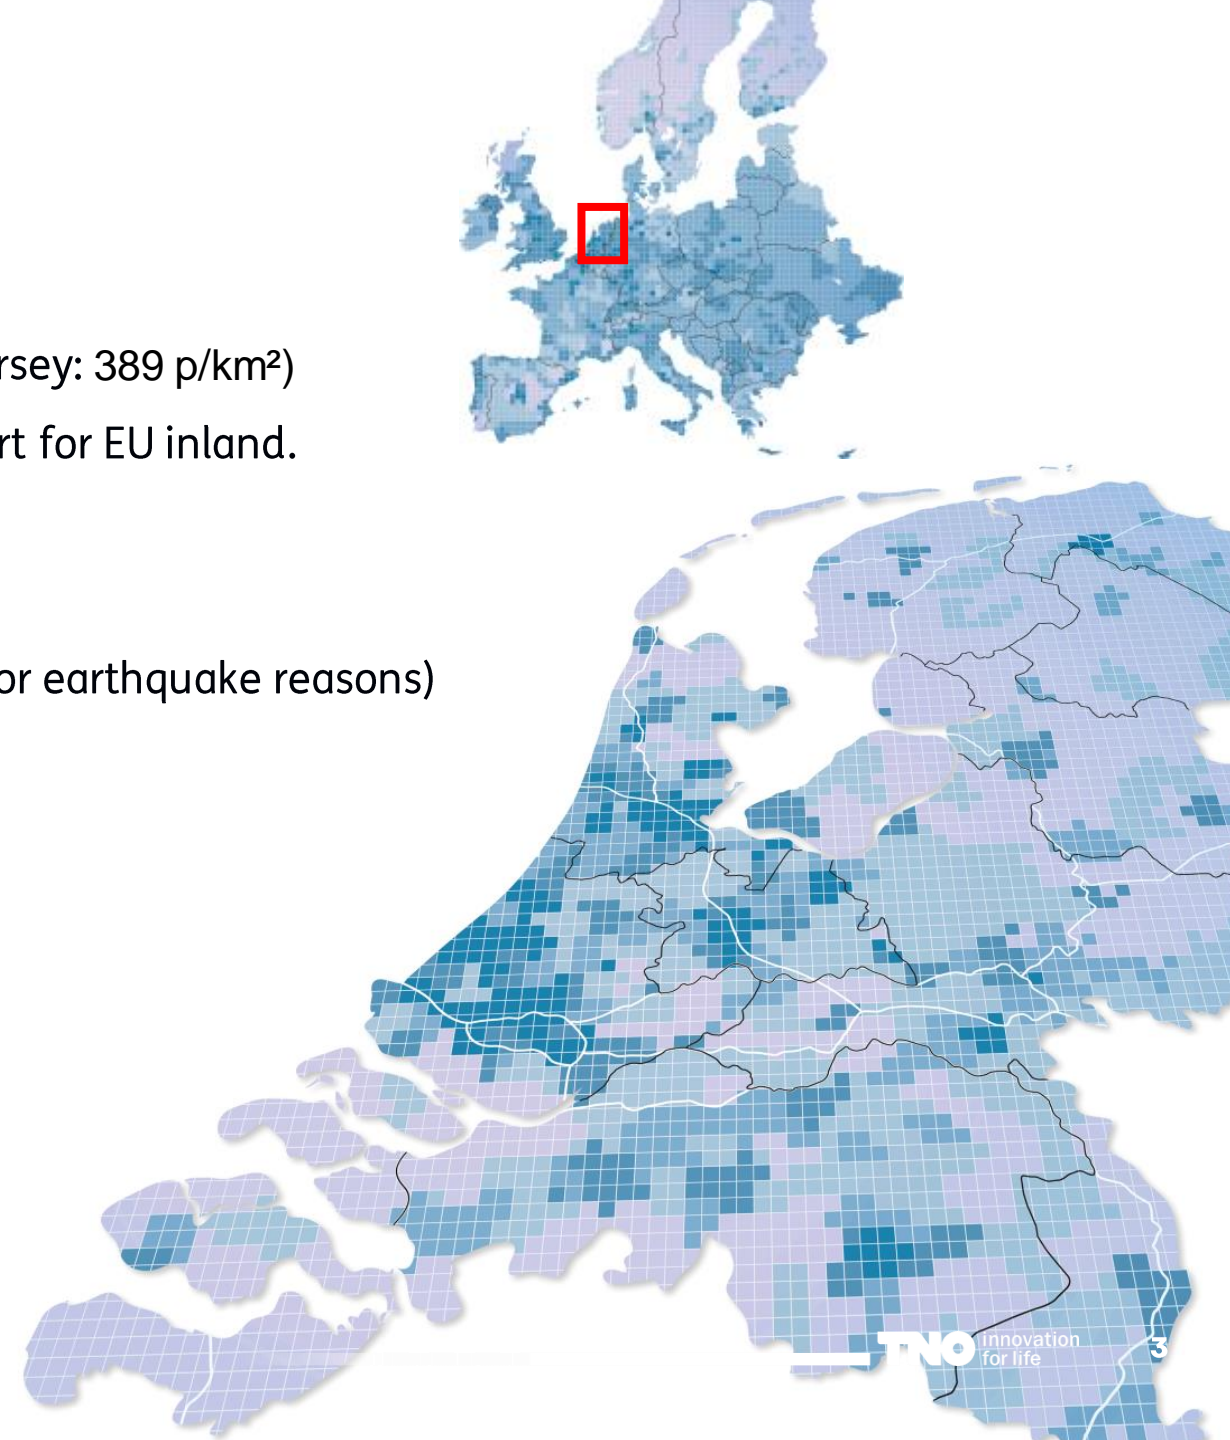 rsey: 389 p/km²)
rt for EU inland.
or earthquake reasons)
TNO innovation
for life
3